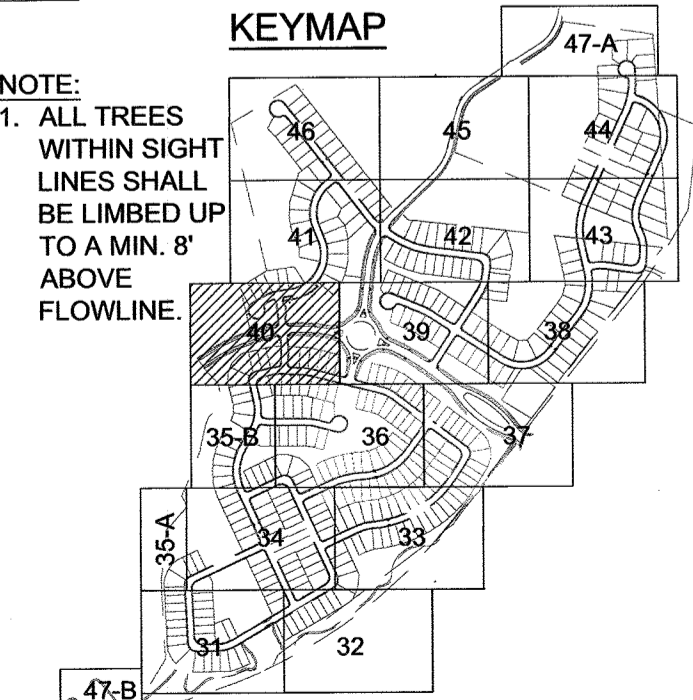 KEYMAP
NOTE:
1. ALL TREES
WITHIN SIGHT
LINES SHALL
BE LIMBED UP
TO A MIN. 8'
ABOVE
FLOWLINE.
47-A
46
45
44
41
42
43
40
39
38
35-B
36
37
35-A
34
33
31
32
47-B